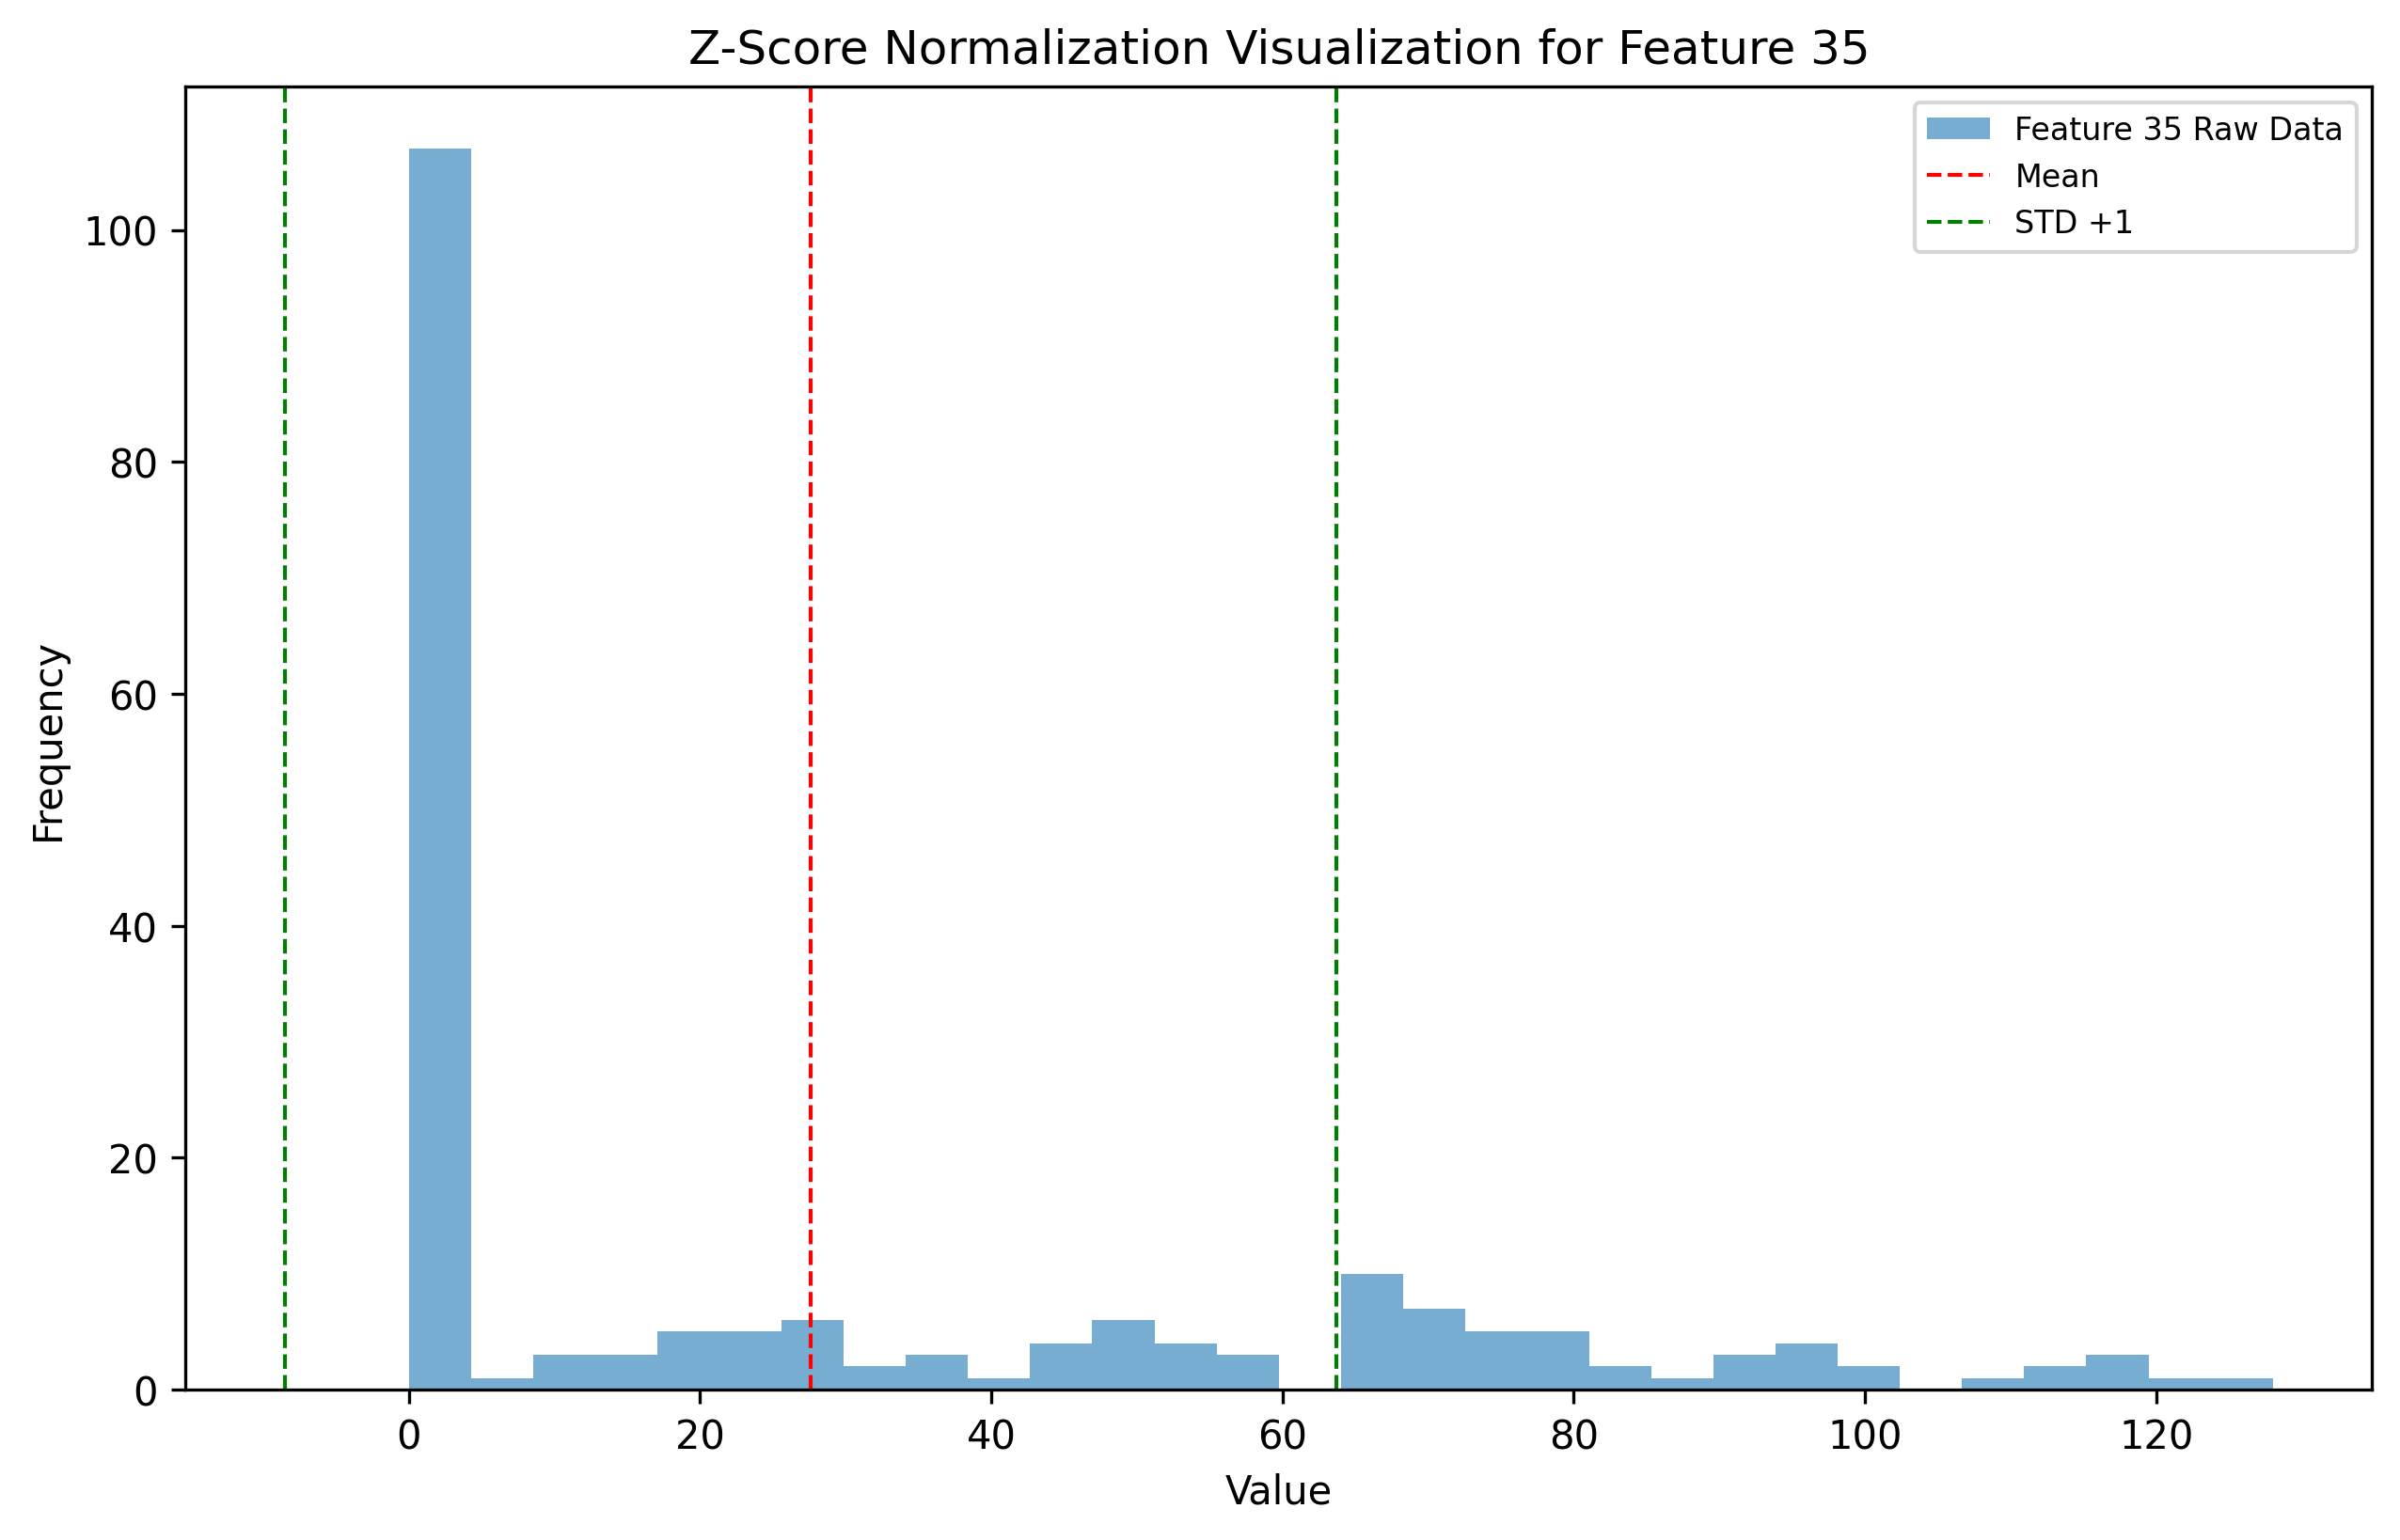 Z-Score Normalization Visualization for Feature 35
Feature 35 Raw Data
Mean
STD +1
Frequency
100
80
60
40
20
0
0 20 40 60 80 100 120
Value